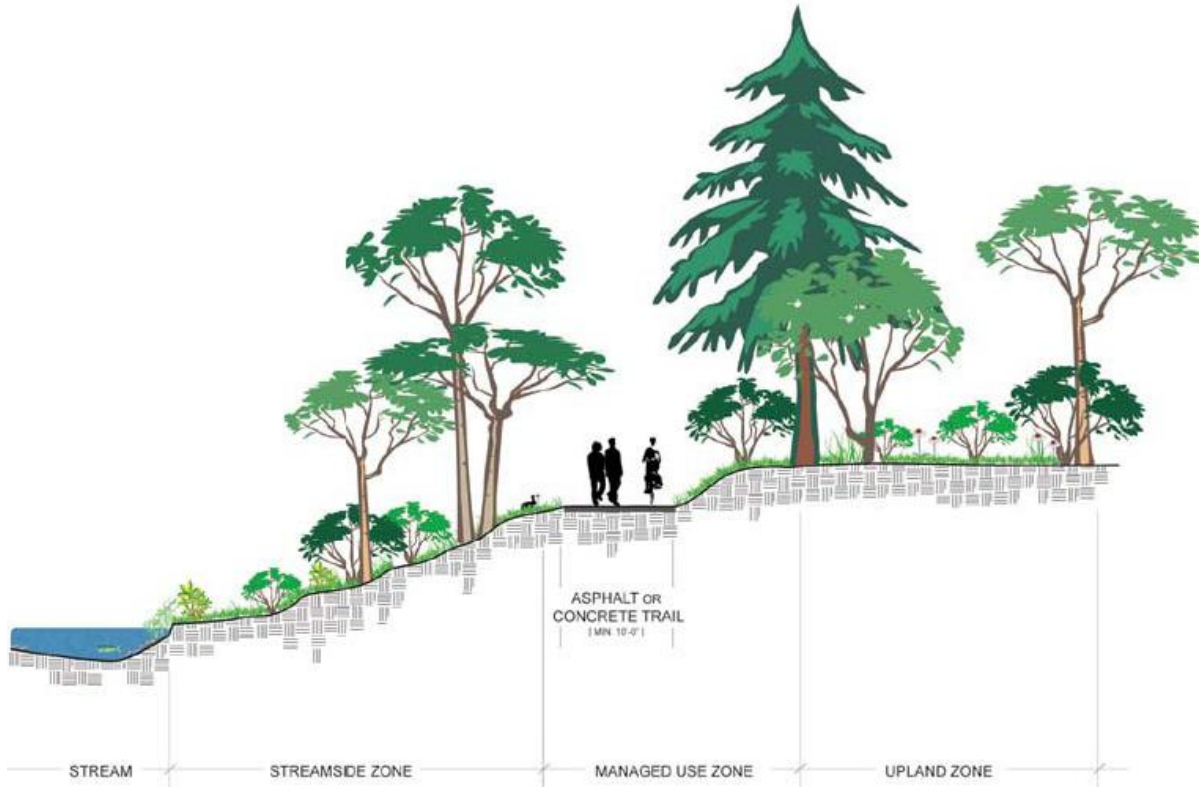 ASPHALT OR
CONCRETE TRAIL
[ MIN. 10'-0" ]
STREAM
STREAMSIDE ZONE
MANAGED USE ZONE
UPLAND ZONE